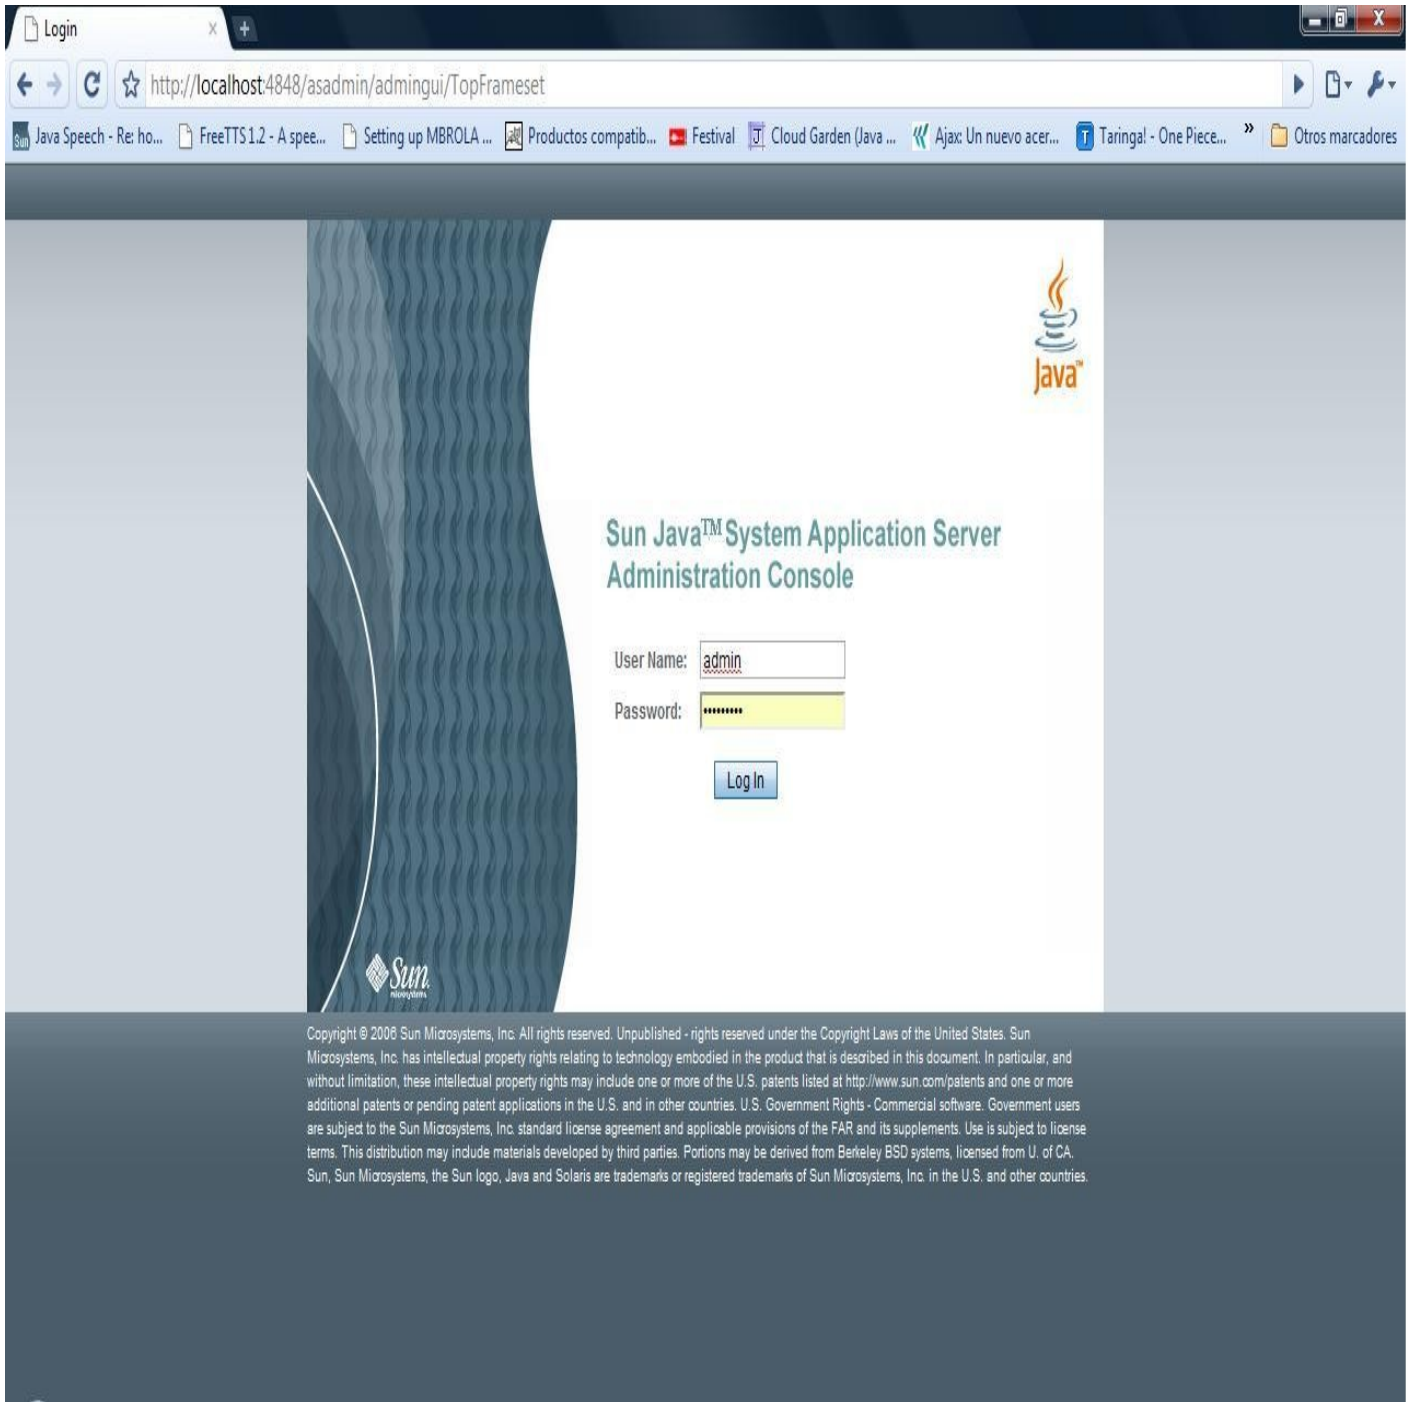 Login
http://localhost:4848/asadmin/admingui/TopFrameset
Sun Java Speech - Re: ho... FreeTTS 1.2 - A spee... Setting up MBROLA ... Productos compatib... Festival J Cloud Garden (Java ... Ajax: Un nuevo acer... T Taringa! - One Piece... » Otros marcadores
Java™
Sun Java™ System Application Server
Administration Console
User Name: admin
Password: •••••••••
Log In
Sun
microsystems
Copyright © 2006 Sun Microsystems, Inc. All rights reserved. Unpublished - rights reserved under the Copyright Laws of the United States. Sun
Microsystems, Inc. has intellectual property rights relating to technology embodied in the product that is described in this document. In particular, and
without limitation, these intellectual property rights may include one or more of the U.S. patents listed at http://www.sun.com/patents and one or more
additional patents or pending patent applications in the U.S. and in other countries. U.S. Government Rights - Commercial software. Government users
are subject to the Sun Microsystems, Inc. standard license agreement and applicable provisions of the FAR and its supplements. Use is subject to license
terms. This distribution may include materials developed by third parties. Portions may be derived from Berkeley BSD systems, licensed from U. of CA.
Sun, Sun Microsystems, the Sun logo, Java and Solaris are trademarks or registered trademarks of Sun Microsystems, Inc. in the U.S. and other countries.